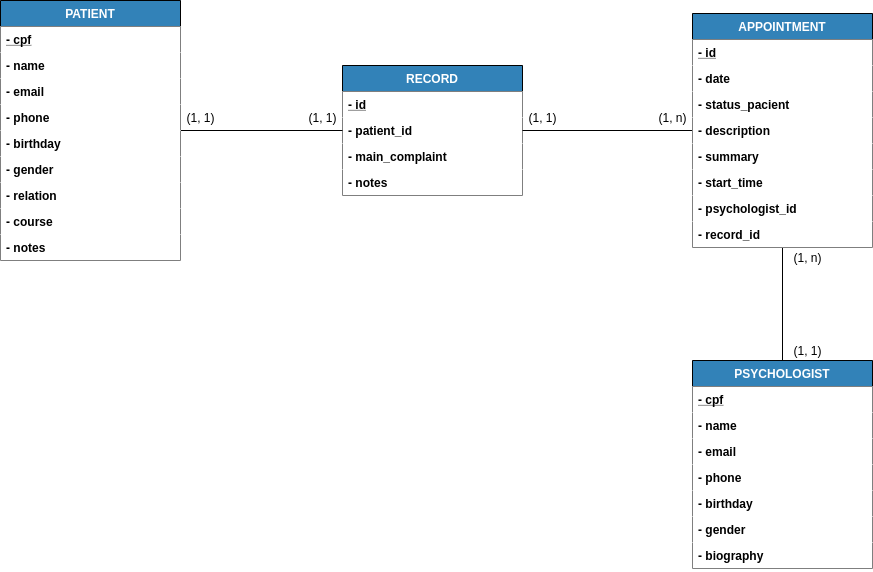 PATIENT
- cpf
- name
- email
- phone
- birthday
- gender
- relation
- course
- notes
(1, 1)
(1, 1)
RECORD
- id
- patient_id
- main_complaint
- notes
(1, 1)
(1, n)
APPOINTMENT
- id
- date
- status_pacient
- description
- summary
- start_time
- psychologist_id
- record_id
(1, n)
(1, 1)
PSYCHOLOGIST
- cpf
- name
- email
- phone
- birthday
- gender
- biography